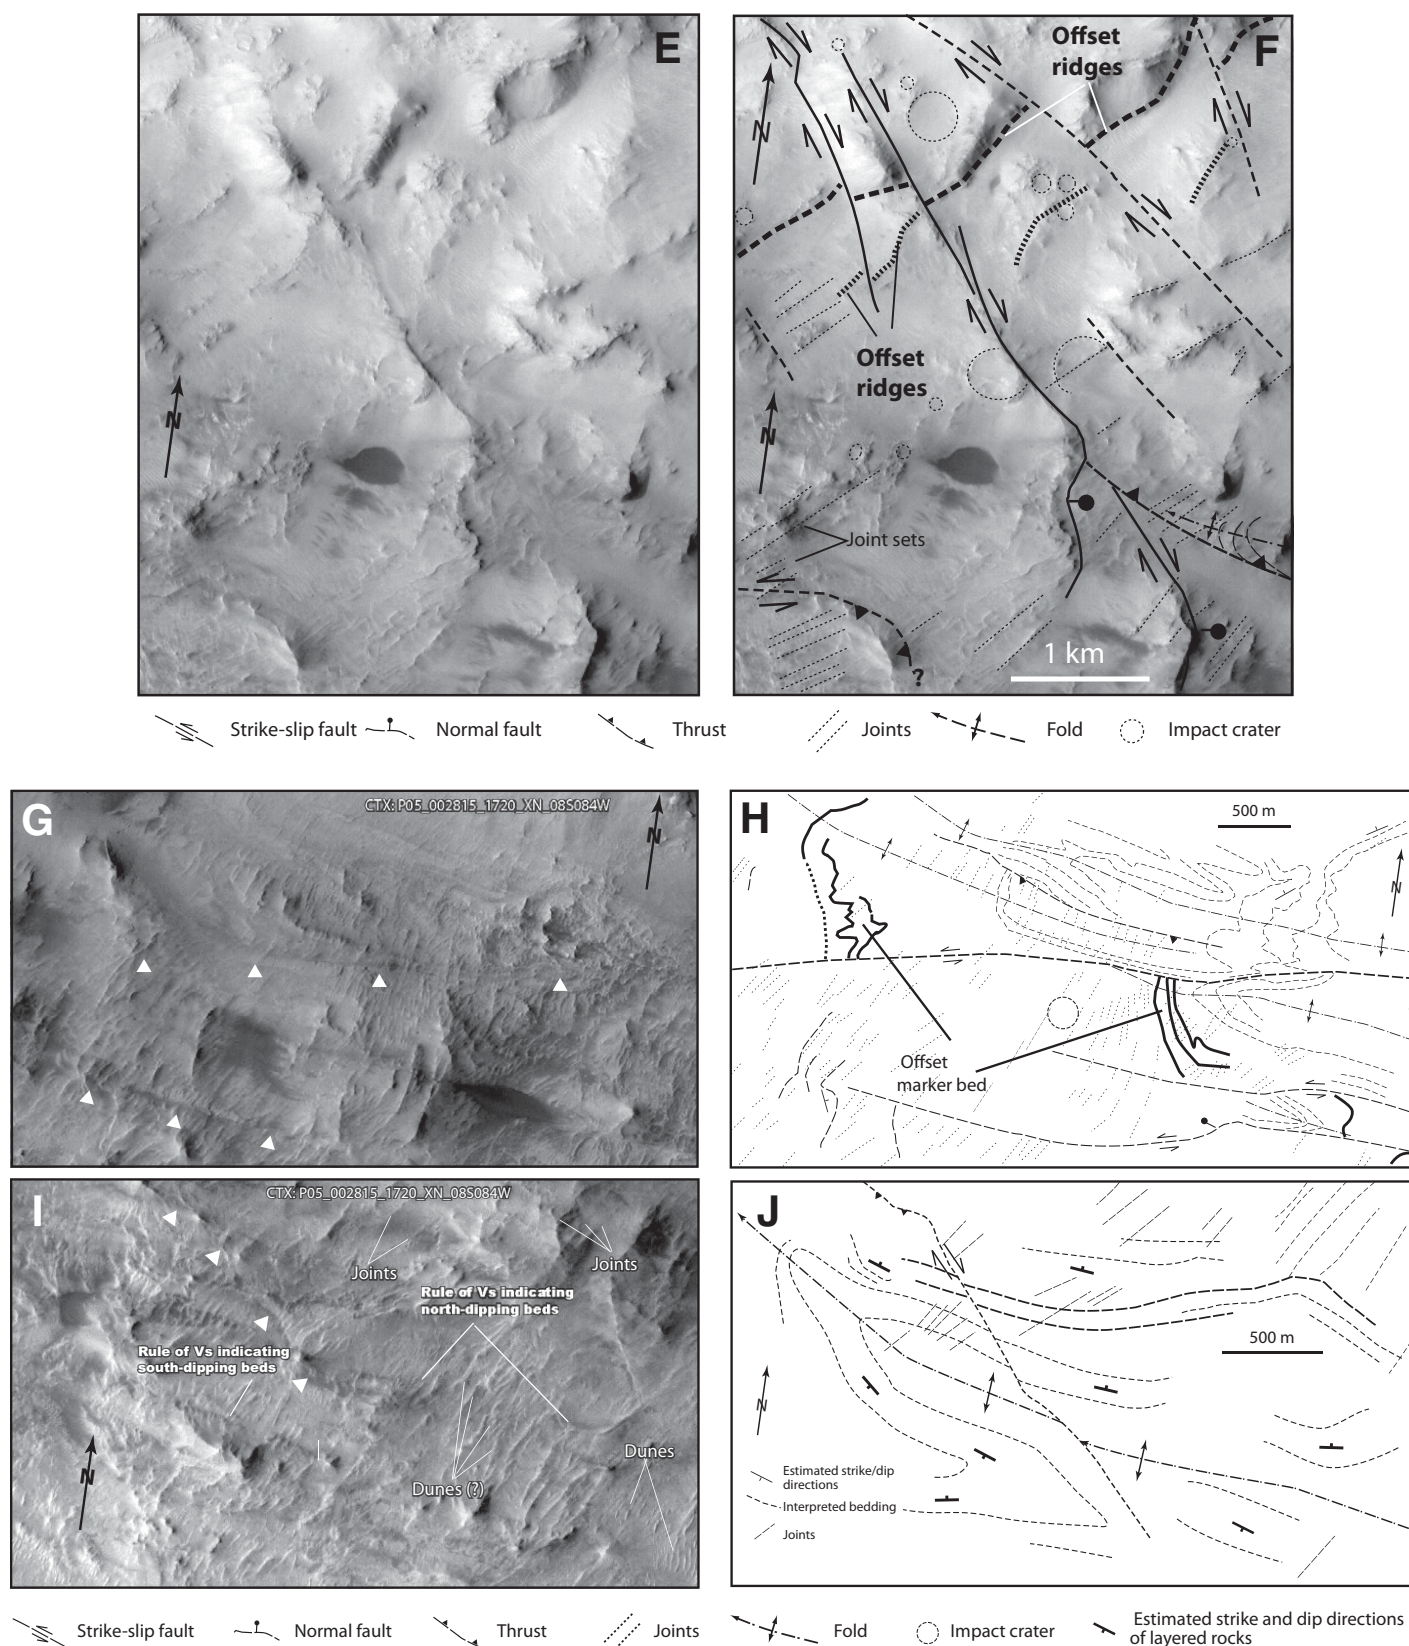 E
N
F
Offset
ridges
N
Offset
ridges
N
Joint sets
1 km
?
Strike-slip fault
Normal fault
Thrust
Joints
Fold
Impact crater
G
CTX: P05_002815_1720_XN_08S084W
N
H
500 m
N
Offset
marker bed
I
CTX: P05_002815_1720_XN_08S084W
Joints
Joints
Rule of Vs indicating
north-dipping beds
Rule of Vs indicating
south-dipping beds
N
Dunes
Dunes (?)
J
500 m
N
Estimated strike/dip
directions
Interpreted bedding
Joints
Strike-slip fault
Normal fault
Thrust
Joints
Fold
Impact crater
Estimated strike and dip directions
of layered rocks